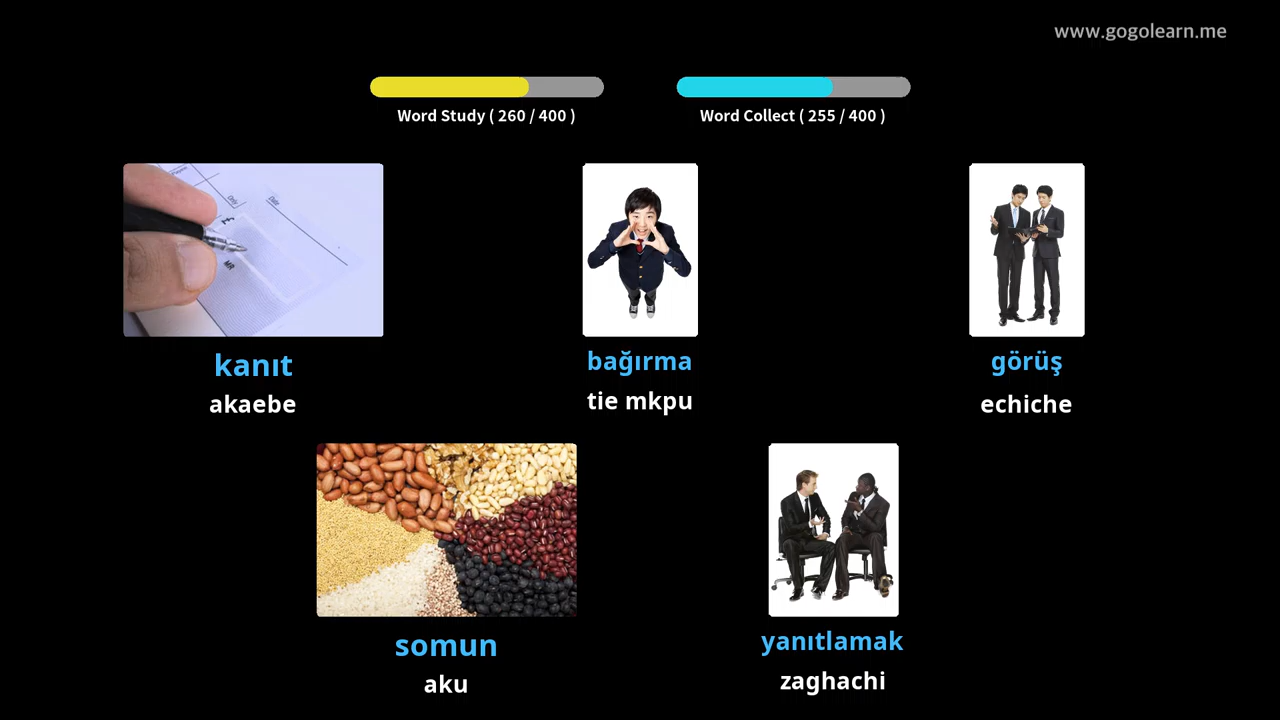 www.gogolearn.me
Word Study ( 260 / 400 )
Word Collect ( 255 / 400 )
kanıt
akaebe
bağırma
tie mkpu
görüş
echiche
somun
aku
yanıtlamak
zaghachi